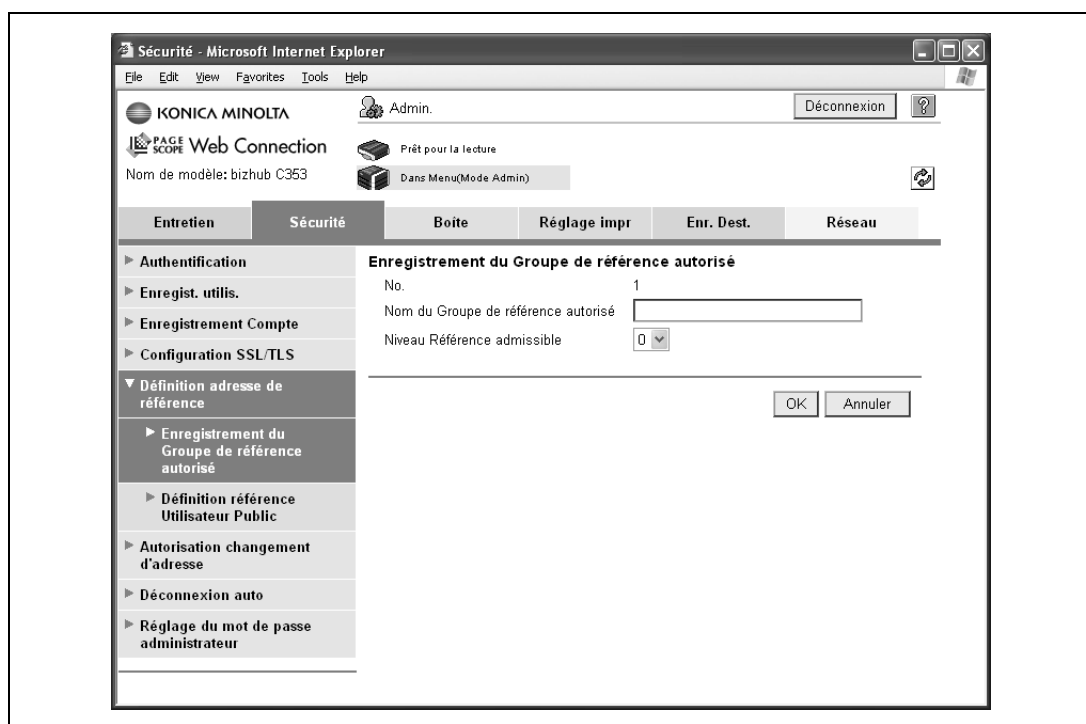 Sécurité - Microsoft Internet Explorer
File Edit View Favorites Tools Help
KONICA MINOLTA
Admin.
Déconnexion
?
PAGE SCOPE Web Connection
Prêt pour la lecture
Nom de modèle: bizhub C353
Dans Menu(Mode Admin)
Entretien Sécurité Boîte Réglage impr Enr. Dest. Réseau
Authentification
Enregist. utilis.
Enregistrement Compte
Configuration SSL/TLS
Définition adresse de
référence
Enregistrement du
Groupe de référence
autorisé
Définition référence
Utilisateur Public
Autorisation changement
d'adresse
Déconnexion auto
Réglage du mot de passe
administrateur
Enregistrement du Groupe de référence autorisé
No. 1
Nom du Groupe de référence autorisé
Niveau Référence admissible 0
OK Annuler